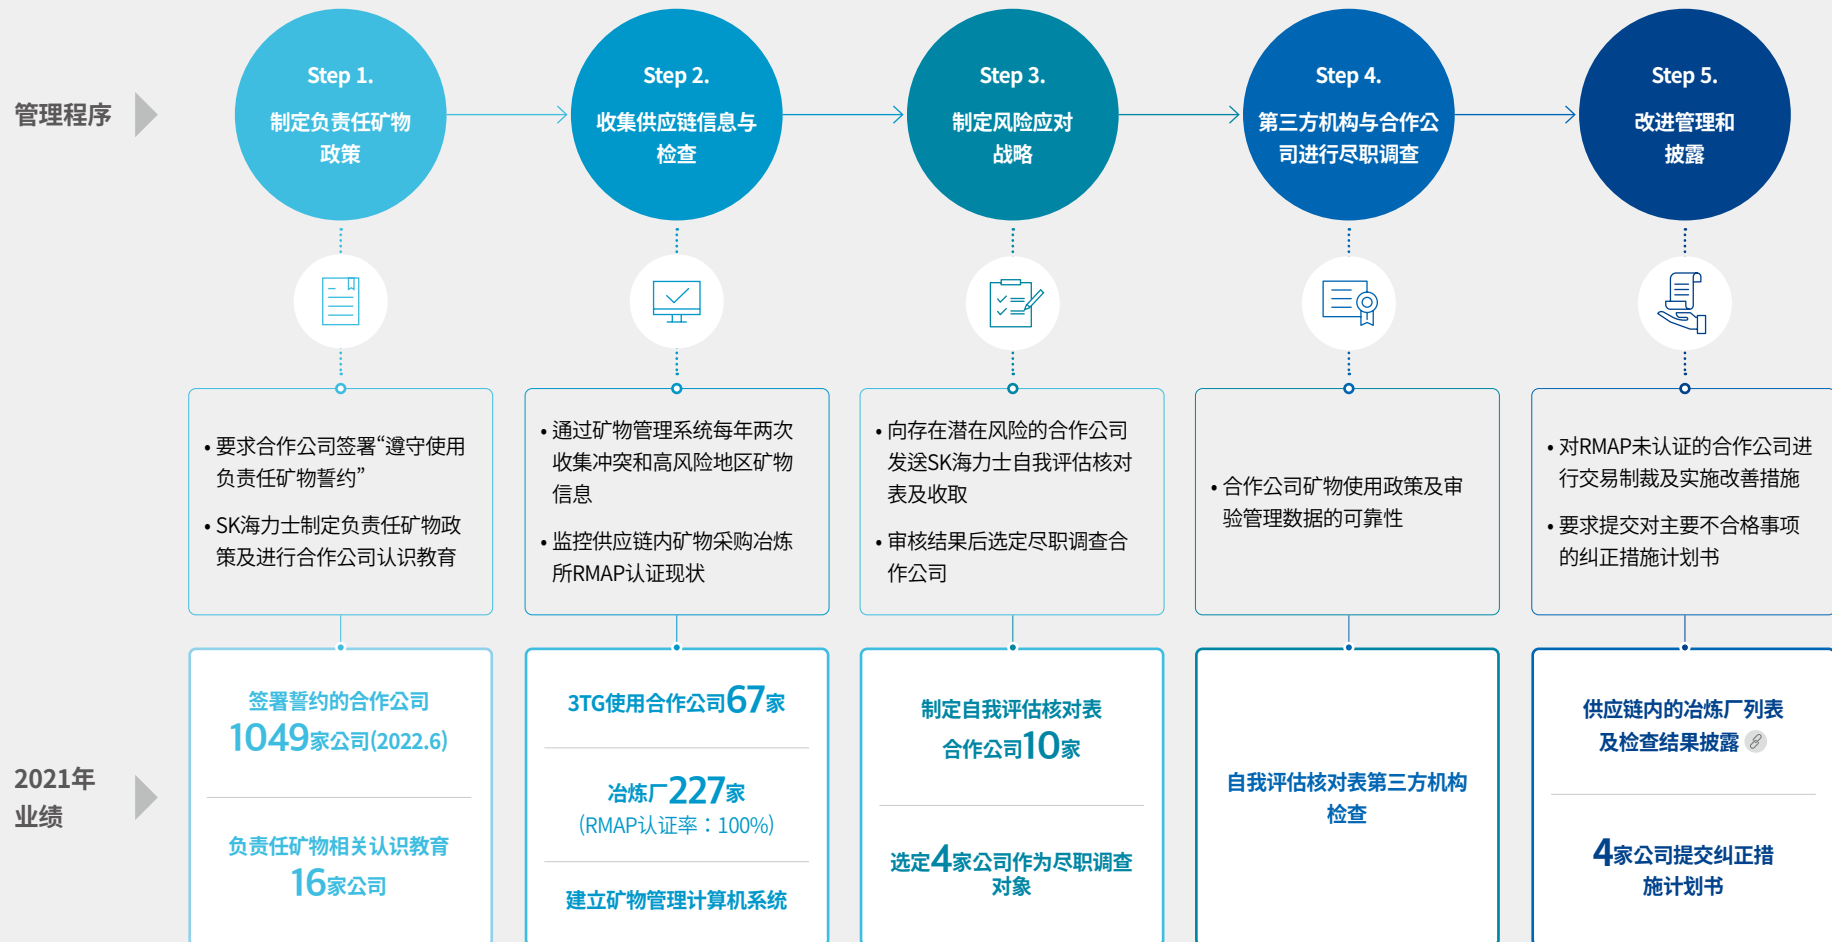 管理程序
Step 1.
制定负责任矿物
政策
Step 2.
收集供应链信息与
检查
Step 3.
制定风险应对
战略
Step 4.
第三方机构与合作公
司进行尽职调查
Step 5.
改进管理和
披露
• 要求合作公司签署“遵守使用
负责任矿物誓约”
• SK海力士制定负责任矿物政
策及进行合作公司认识教育
• 通过矿物管理系统每年两次
收集冲突和高风险地区矿物
信息
• 监控供应链内矿物采购冶炼
所RMAP认证现状
• 向存在潜在风险的合作公司
发送SK海力士自我评估核对
表及收取
• 审核结果后选定尽职调查合
作公司
• 合作公司矿物使用政策及审
验管理数据的可靠性
• 对RMAP未认证的合作公司进
行交易制裁及实施改善措施
• 要求提交对主要不合格事项
的纠正措施计划书
2021年
业绩
签署誓约的合作公司
1049家公司(2022.6)
负责任矿物相关认识教育
16家公司
3TG使用合作公司67家
冶炼厂227家
(RMAP认证率：100%)
建立矿物管理计算机系统
制定自我评估核对表
合作公司10家
选定4家公司作为尽职调查
对象
自我评估核对表第三方机构
检查
供应链内的冶炼厂列表
及检查结果披露
4家公司提交纠正措
施计划书